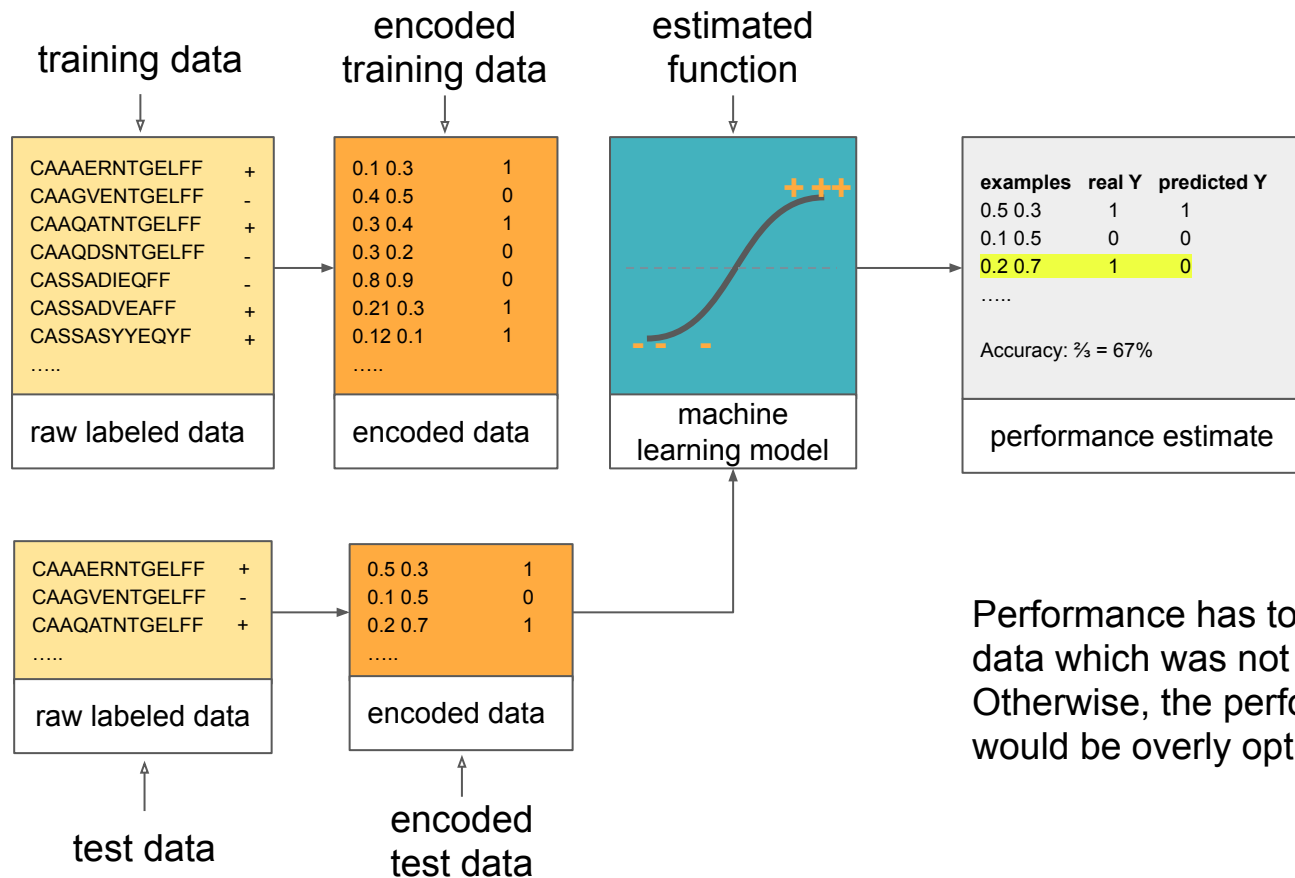 training data
encoded
training data
estimated
function
CAAAERNTGELFF +
CAAGVENTGELFF -
CAAQATNTGELFF +
CAAQDSNTGELFF -
CASSADIEQFF -
CASSADVEAFF +
CASSASYYEQYF +
…..
raw labeled data
0.1 0.3 1
0.4 0.5 0
0.3 0.4 1
0.3 0.2 0
0.8 0.9 0
0.21 0.3 1
0.12 0.1 1
…..
encoded data
+ ++
- - -
machine
learning model
examples real Y predicted Y
0.5 0.3 1 1
0.1 0.5 0 0
0.2 0.7 1 0
…..
Accuracy: ⅔ = 67%
performance estimate
CAAAERNTGELFF +
CAAGVENTGELFF -
CAAQATNTGELFF +
…..
raw labeled data
test data
0.5 0.3 1
0.1 0.5 0
0.2 0.7 1
…..
encoded data
encoded
test data
Performance has to
data which was not
Otherwise, the perfo
would be overly opt